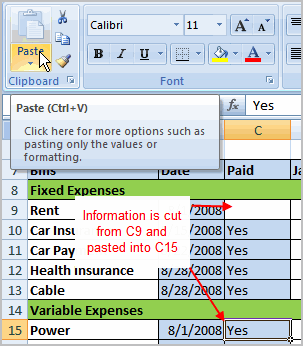 Paste
Clipboard
Calibri 11
B I U
Font
Paste (Ctrl+V)
fx Yes
Click here for more options such as
pasting only the values or
formatting.
C
7 Bills Date Paid
8 Fixed Expenses
9 Rent /2008
Information is cut
from C9 and
pasted into C15
10 Car Insu /2008 Yes
11 Car Pay /2008 Yes
12 Health Insurance 8/28/2008 Yes
13 Cable 8/28/2008 Yes
14 Variable Expenses
15 Power 8/1/2008 Yes